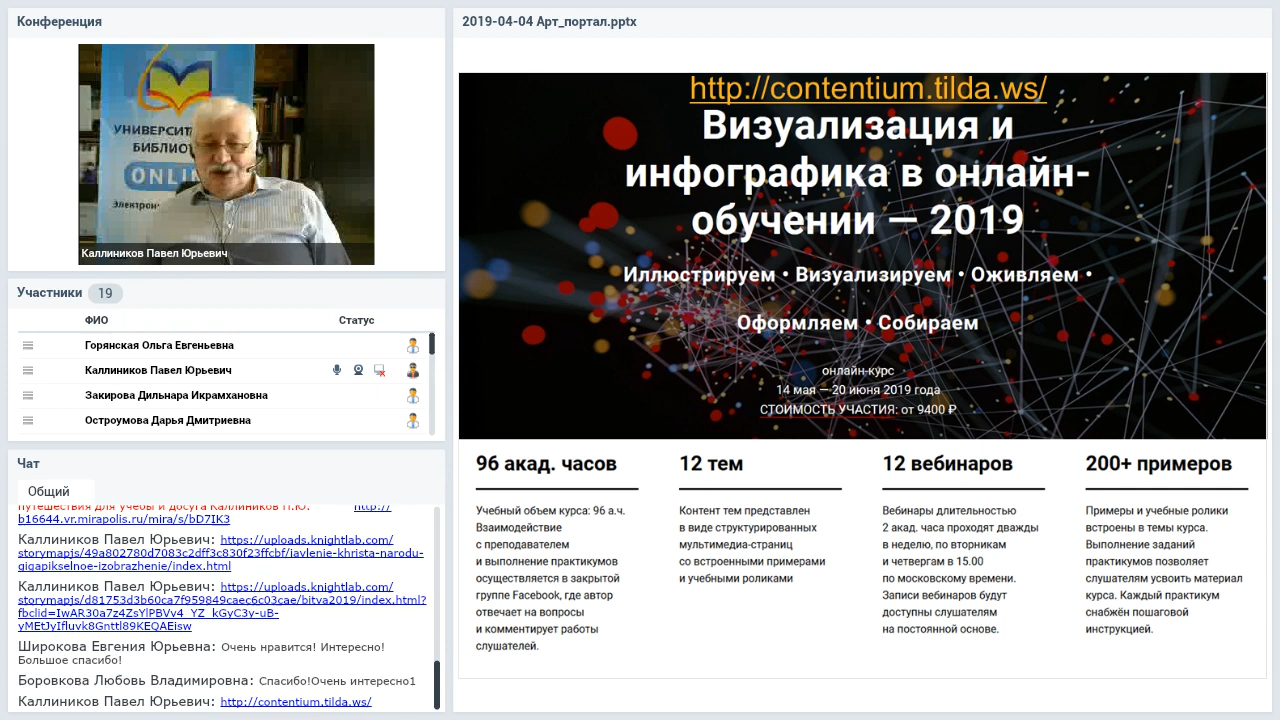 Конференция
УНИВЕРСИТ
БИБЛИО
ONLI
Электрон
Каллиников Павел Юрьевич
Участники 19
ФИО Статус
Горянская Ольга Евгеньевна
Каллиников Павел Юрьевич
Закирова Дильнара Икрамхановна
Остроумова Дарья Дмитриевна
Чат
Общий
путешествия для учебы и досуга Каллиников П.Ю. http://
b16644.vr.mirapolis.ru/mira/s/bD7IK3
Каллиников Павел Юрьевич: https://uploads.knightlab.com/
storymapjs/49a802780d7083c2dff3c830f23ffcbf/iavlenie-khrista-narodu-
gigapikselnoe-izobrazhenie/index.html
Каллиников Павел Юрьевич: https://uploads.knightlab.com/
storymapjs/d81753d3b60ca7f959849caec6c03cae/bitva2019/index.html?
fbclid=IwAR30a7z4ZsYlPBVv4_YZ_kGyC3y-uB-
yMEtJyIfluvk8Gnttl89KEQAEisw
Широкова Евгения Юрьевна: Очень нравится! Интересно!
Большое спасибо!
Боровкова Любовь Владимировна: Спасибо!Очень интересно1
Каллиников Павел Юрьевич: http://contentium.tilda.ws/
2019-04-04 Арт_портал.pptx
http://contentium.tilda.ws/
Визуализация и
инфографика в онлайн-
обучении — 2019
Иллюстрируем • Визуализируем • Оживляем •
Оформляем • Собираем
онлайн-курс
14 мая — 20 июня 2019 года
СТОИМОСТЬ УЧАСТИЯ: от 9400 ₽
96 акад. часов
Учебный объем курса: 96 а.ч.
Взаимодействие
с преподавателем
и выполнение практикумов
осуществляется в закрытой
группе Facebook, где автор
отвечает на вопросы
и комментирует работы
слушателей.
12 тем
Контент тем представлен
в виде структурированных
мультимедиа-страниц
со встроенными примерами
и учебными роликами
12 вебинаров
Вебинары длительностью
2 акад. часа проходят дважды
в неделю, по вторникам
и четвергам в 15.00
по московскому времени.
Записи вебинаров будут
доступны слушателям
на постоянной основе.
200+ примеров
Примеры и учебные ролики
встроены в темы курса.
Выполнение заданий
практикумов позволяет
слушателям усвоить материал
курса. Каждый практикум
снабжён пошаговой
инструкцией.